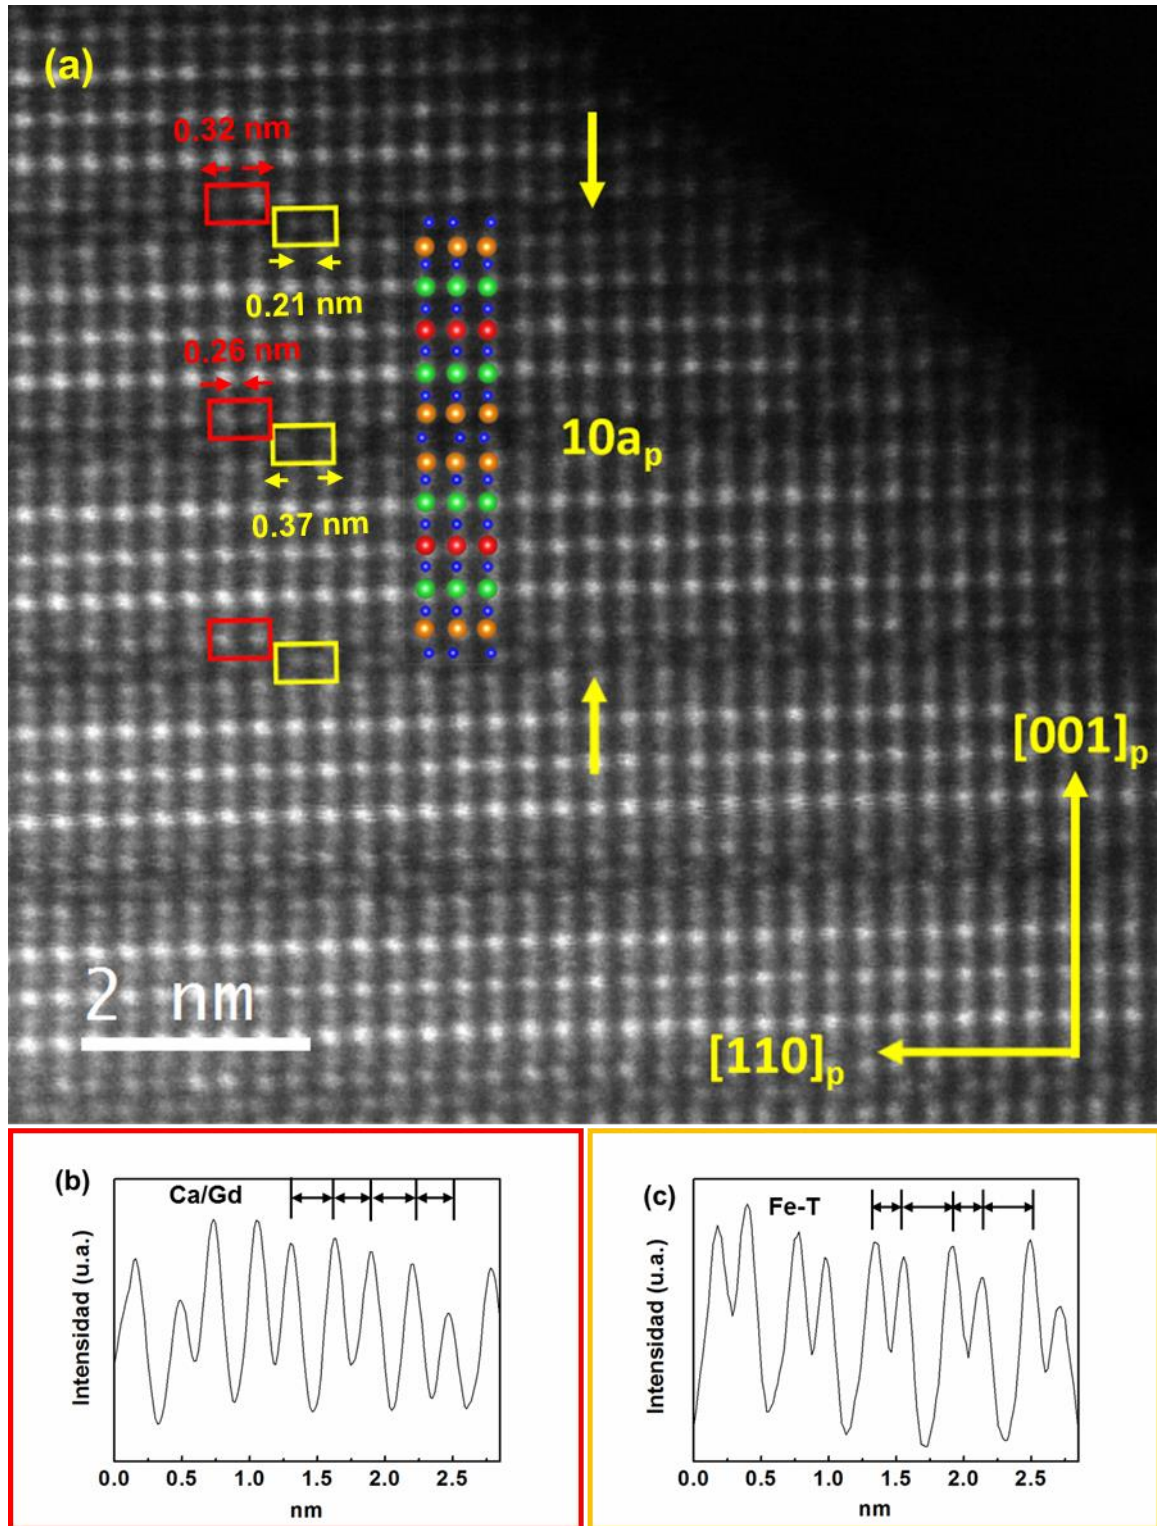 (a)
0.32 nm
0.21 nm
0.26 nm
10aₚ
0.37 nm
[001]ₚ
2 nm
[110]ₚ
(b)
Ca/Gd
Intensidad (u.a.)
0.0 0.5 1.0 1.5 2.0 2.5
nm
(c)
Fe-T
Intensidad (u.a.)
0.0 0.5 1.0 1.5 2.0 2.5
nm